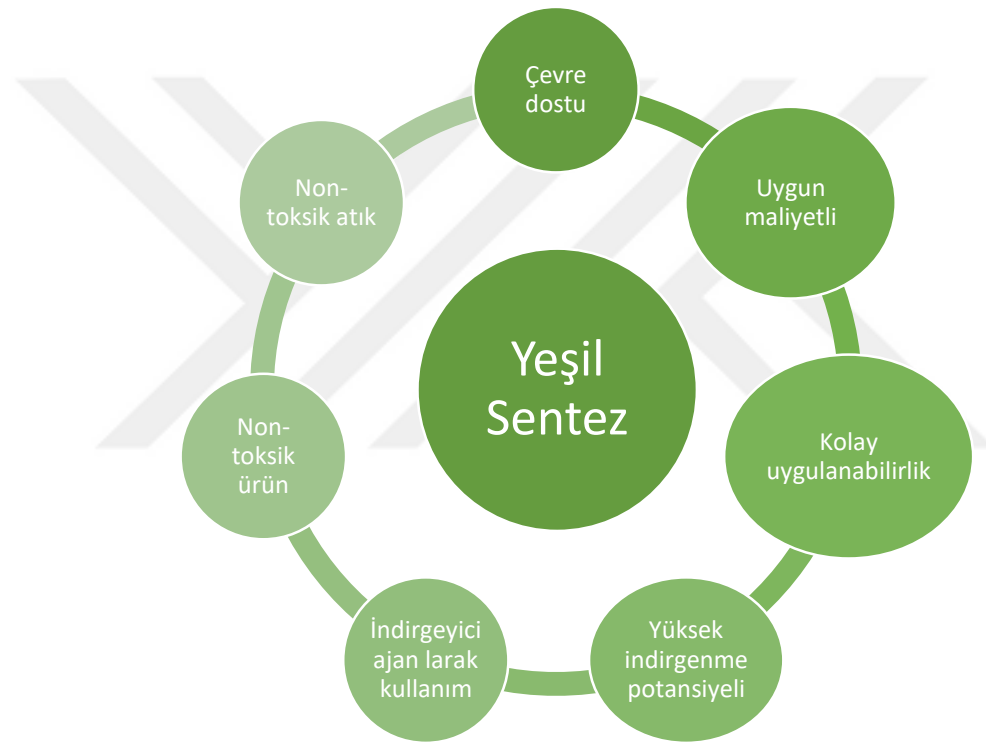 Çevre
dostu
Uygun
maliyetli
Kolay
uygulanabilirlik
Yüksek
indirgenme
potansiyeli
İndirgeyici
ajan larak
kullanım
Non-
toksik
ürün
Non-
toksik atık
Yeşil
Sentez